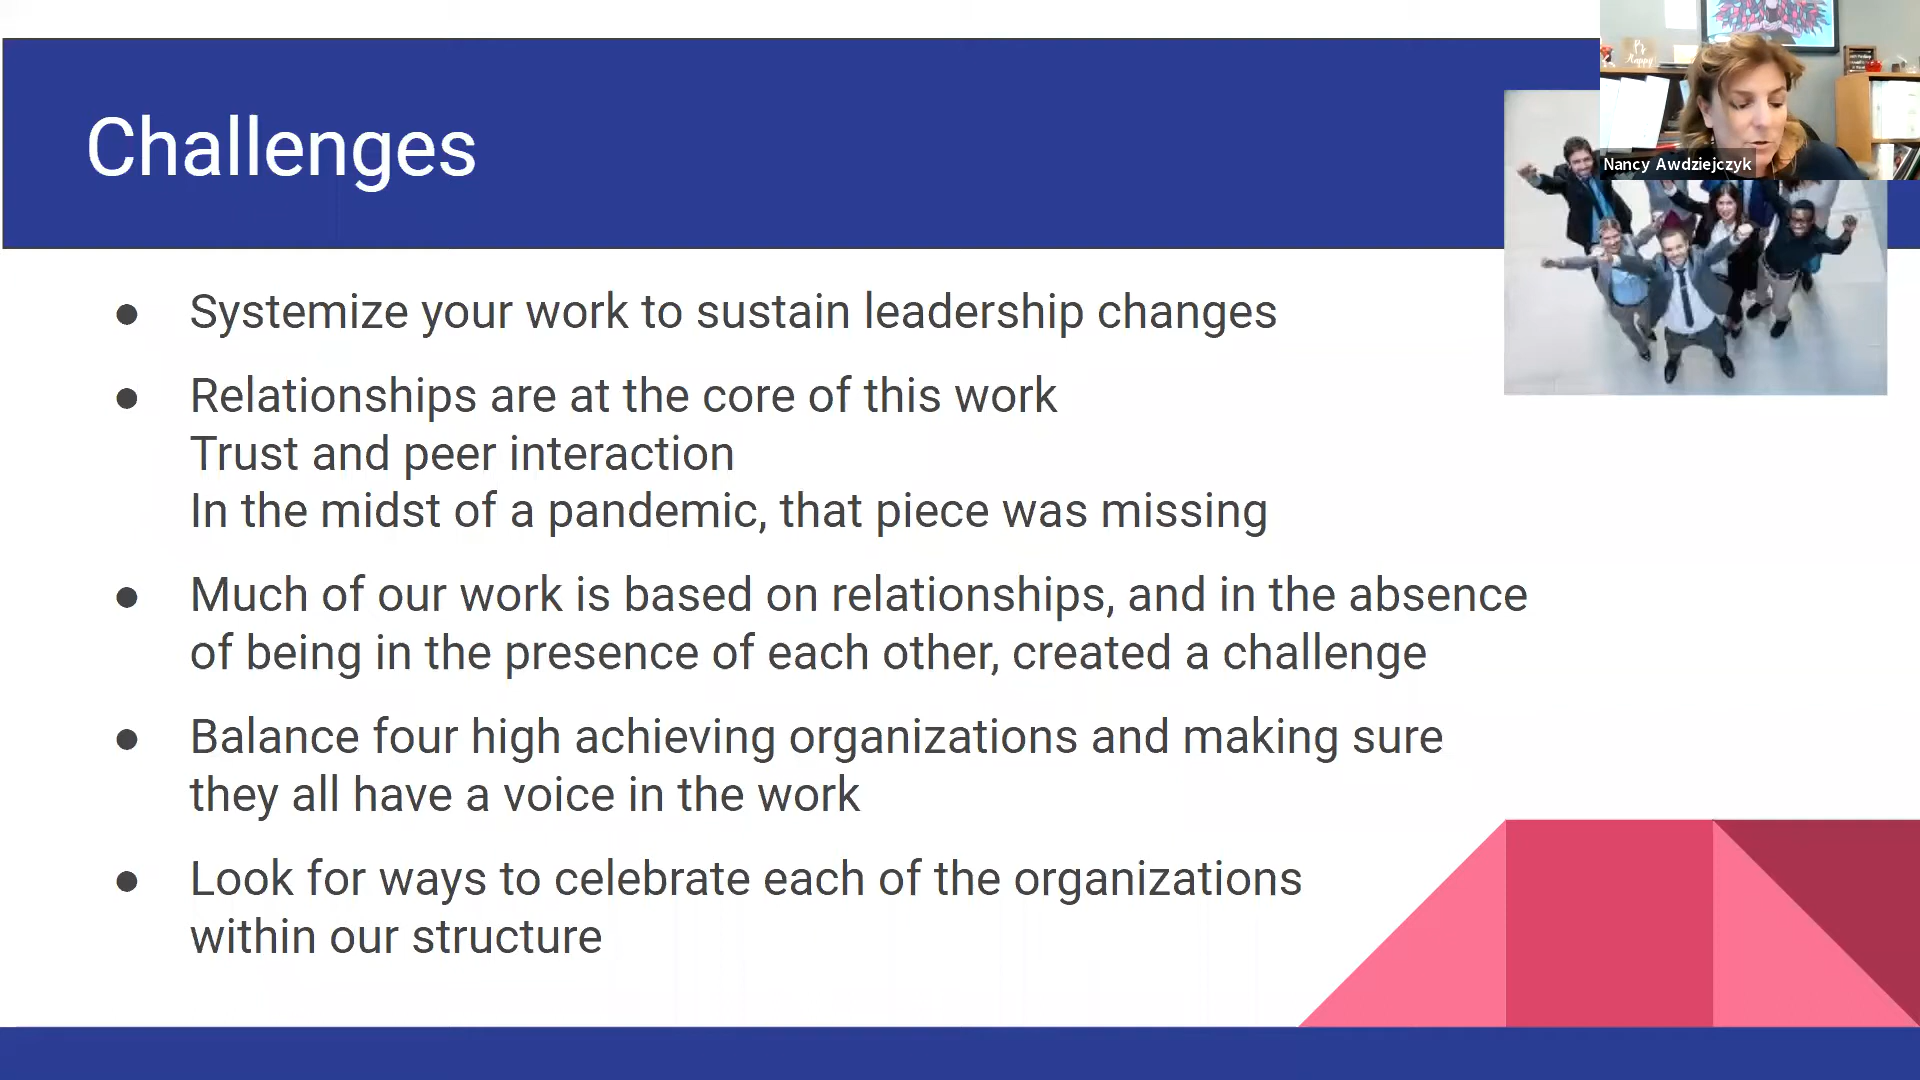 Challenges
Be
Happy
Nancy Awdziejczyk
● Systemize your work to sustain leadership changes
● Relationships are at the core of this work
Trust and peer interaction
In the midst of a pandemic, that piece was missing
● Much of our work is based on relationships, and in the absence
of being in the presence of each other, created a challenge
● Balance four high achieving organizations and making sure
they all have a voice in the work
● Look for ways to celebrate each of the organizations
within our structure